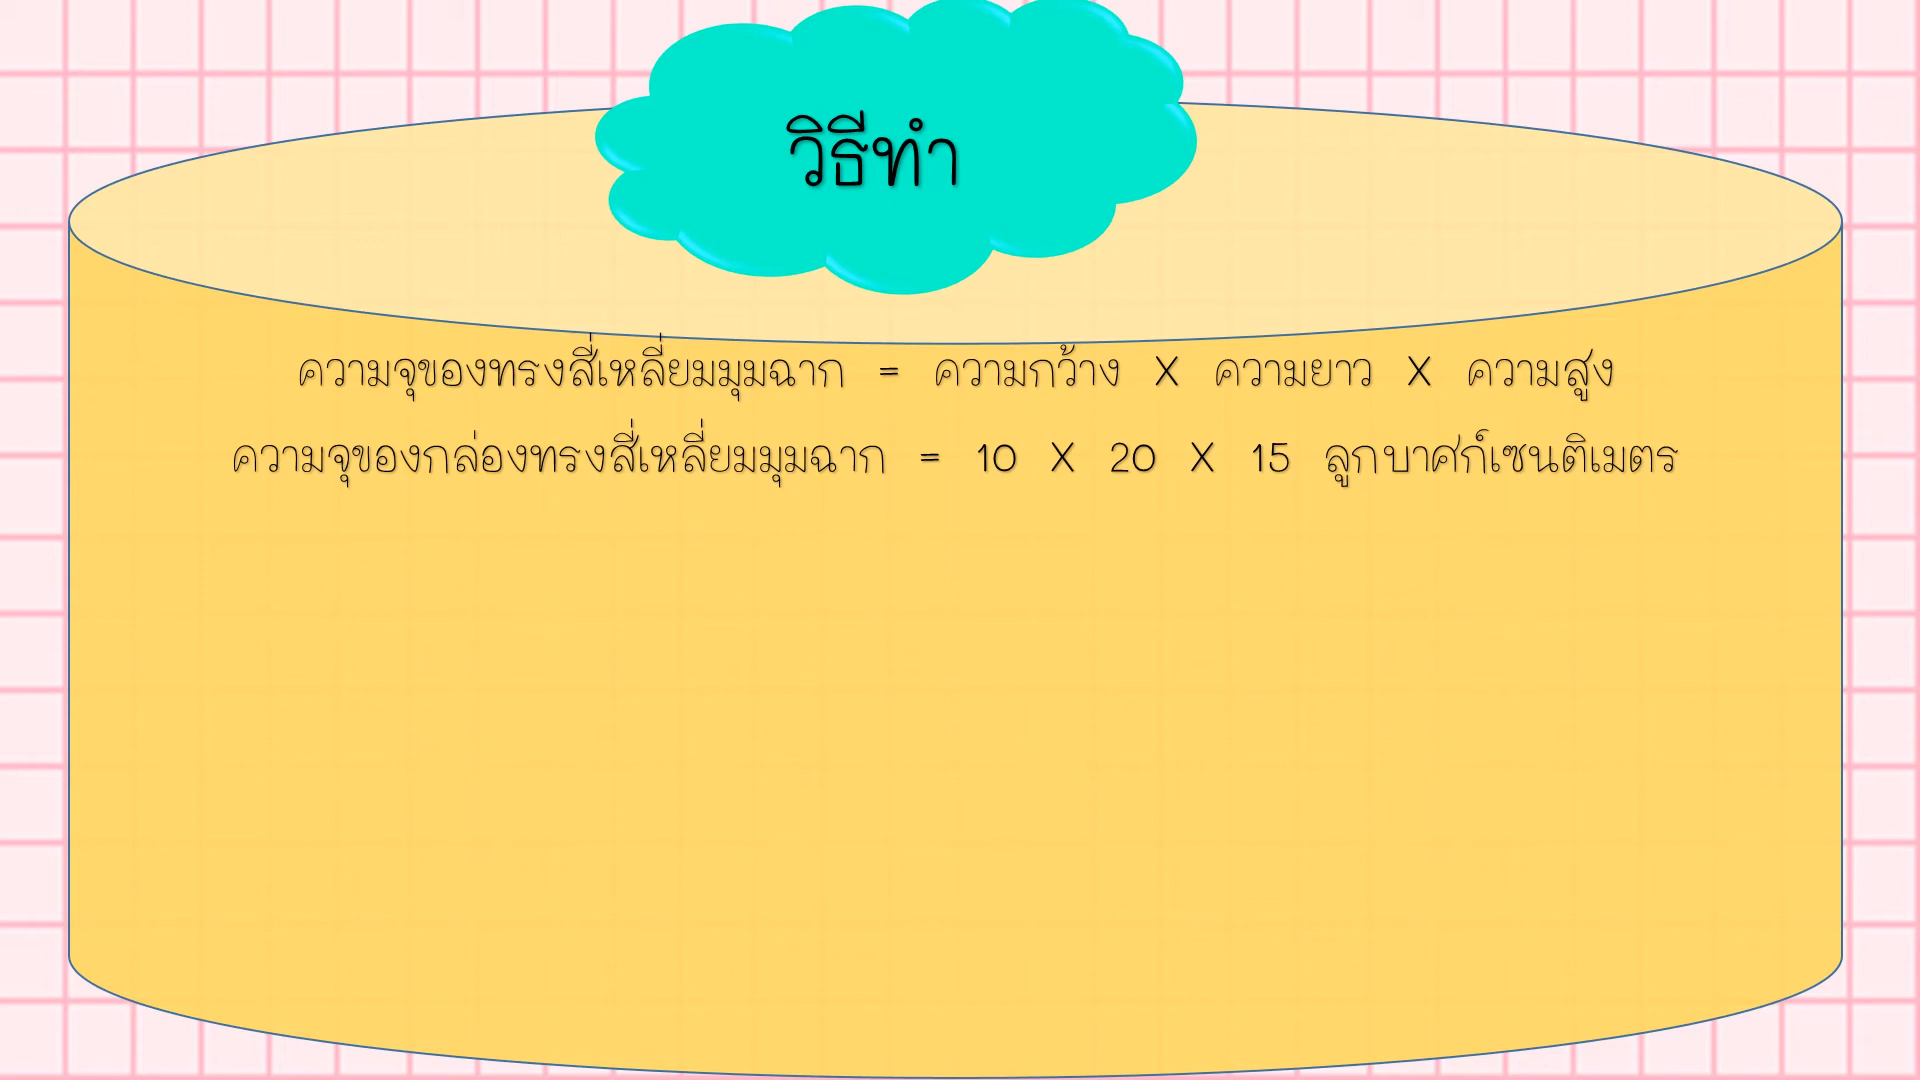 วิธีทำ
ความจุของทรงสี่เหลี่ยมมุมฉาก = ความกว้าง X ความยาว X ความสูง
ความจุของกล่องทรงสี่เหลี่ยมมุมฉาก = 10 X 20 X 15 ลูกบาศก์เซนติเมตร